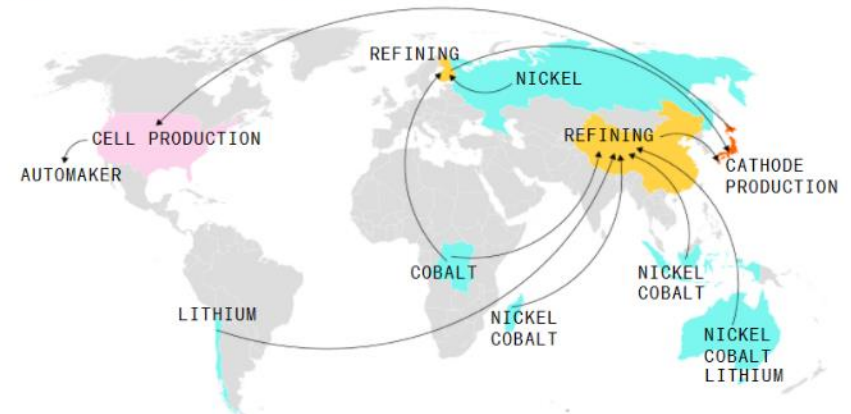 REFINING
NICKEL
CELL PRODUCTION
REFINING
AUTOMAKER
CATHODE
PRODUCTION
COBALT
NICKEL
COBALT
LITHIUM
NICKEL
COBALT
NICKEL
COBALT
LITHIUM